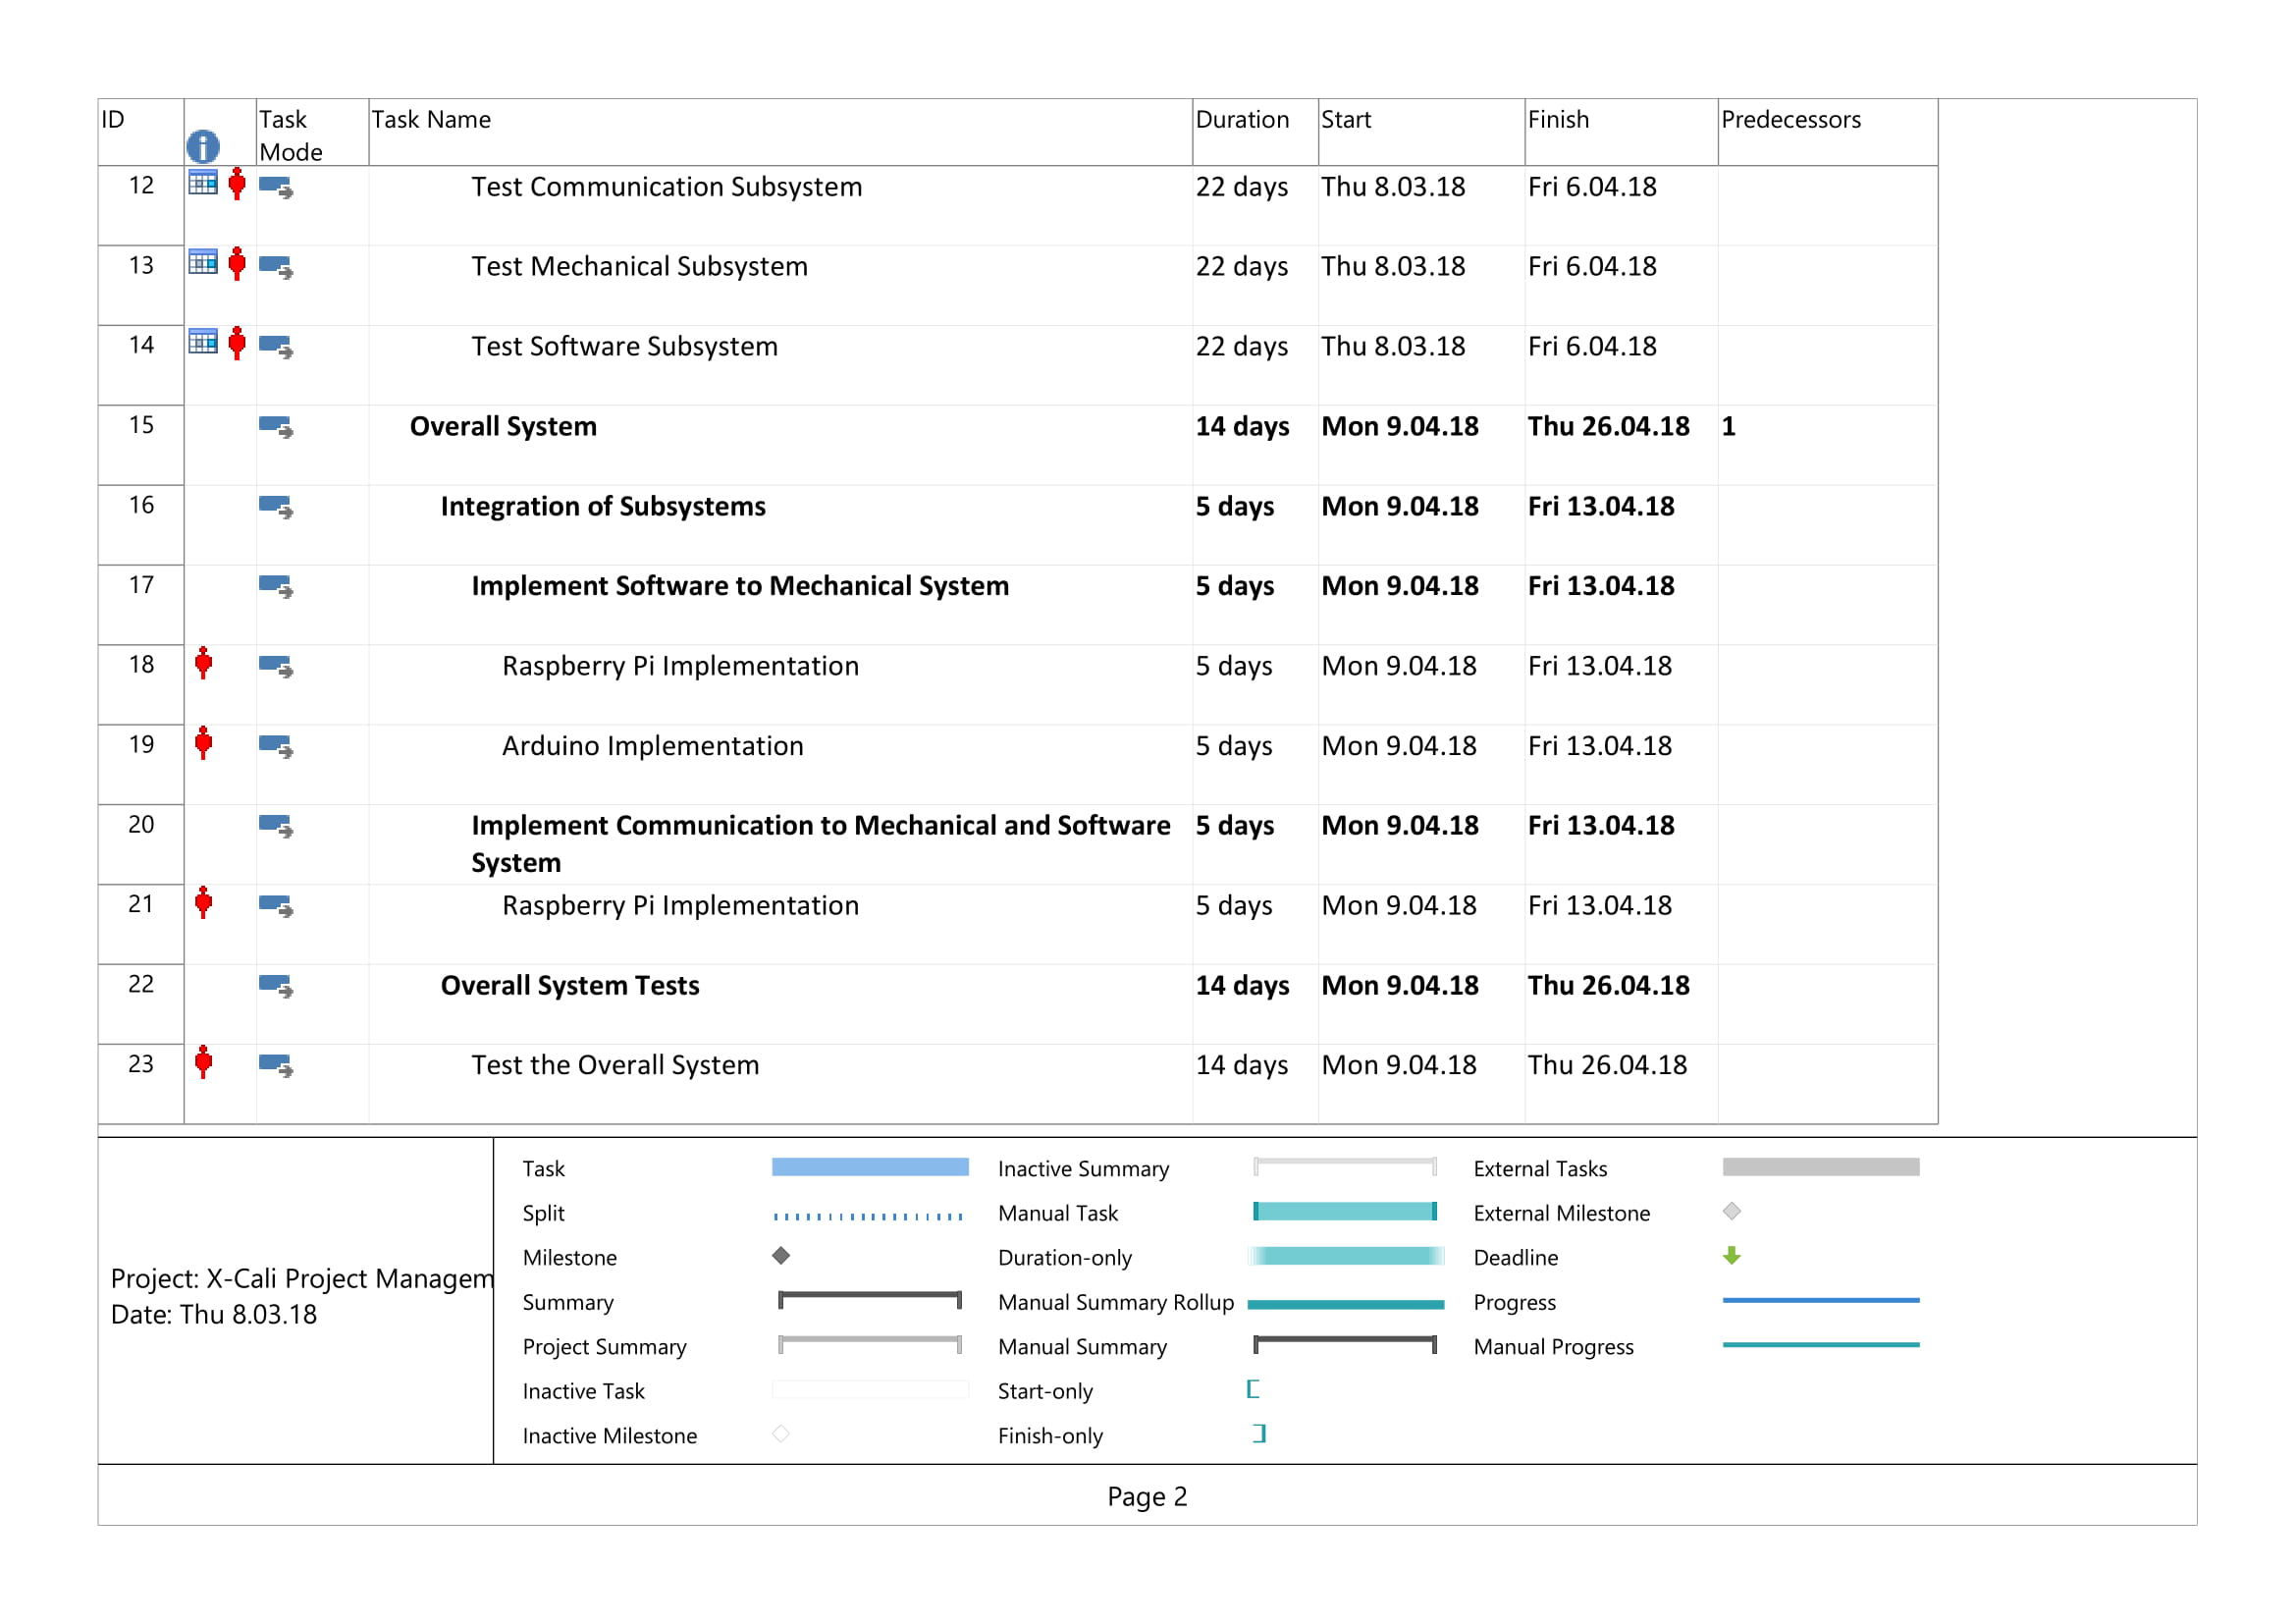 ID Task Mode Task Name Duration Start Finish Predecessors
12 Test Communication Subsystem 22 days Thu 8.03.18 Fri 6.04.18
13 Test Mechanical Subsystem 22 days Thu 8.03.18 Fri 6.04.18
14 Test Software Subsystem 22 days Thu 8.03.18 Fri 6.04.18
15 Overall System 14 days Mon 9.04.18 Thu 26.04.18 1
16 Integration of Subsystems 5 days Mon 9.04.18 Fri 13.04.18
17 Implement Software to Mechanical System 5 days Mon 9.04.18 Fri 13.04.18
18 Raspberry Pi Implementation 5 days Mon 9.04.18 Fri 13.04.18
19 Arduino Implementation 5 days Mon 9.04.18 Fri 13.04.18
20 Implement Communication to Mechanical and Software 5 days Mon 9.04.18 Fri 13.04.18
System
21 Raspberry Pi Implementation 5 days Mon 9.04.18 Fri 13.04.18
22 Overall System Tests 14 days Mon 9.04.18 Thu 26.04.18
23 Test the Overall System 14 days Mon 9.04.18 Thu 26.04.18
Project: X-Cali Project Managem
Date: Thu 8.03.18
Task
Split
Milestone
Summary
Project Summary
Inactive Task
Inactive Milestone
Inactive Summary
Manual Task
Duration-only
Manual Summary Rollup
Manual Summary
Start-only
Finish-only
External Tasks
External Milestone
Deadline
Progress
Manual Progress
Page 2